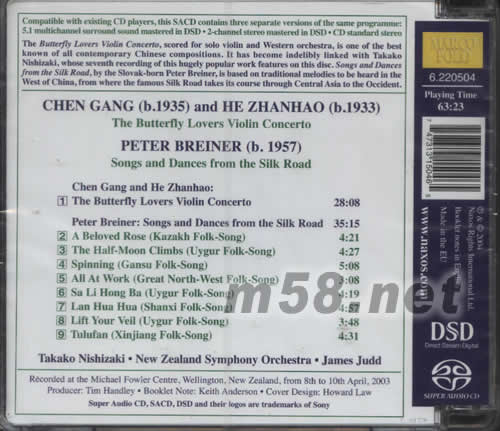 Compatible with existing CD players, this SACD contains three separate versions of the same programme:
5.1 multichannel surround sound mastered in DSD • 2-channel stereo mastered in DSD • CD standard stereo
The Butterfly Lovers Violin Concerto, scored for solo violin and Western orchestra, is one of the best known
of all contemporary Chinese compositions. It has become indelibly linked with Takako
Nishizaki, whose seventh recording of this hugely popular work features on this disc. Songs and Dances
from the Silk Road, by the Slovak-born Peter Breiner, is based on traditional melodies to be heard in the
West of China, from where the famous Silk Road takes its course through Central Asia to the Occident.
CHEN GANG (b.1935) and HE ZHANHAO (b.1933)
The Butterfly Lovers Violin Concerto
PETER BREINER (b. 1957)
Songs and Dances from the Silk Road
Chen Gang and He Zhanhao:
1 The Butterfly Lovers Violin Concerto 28:08
Peter Breiner: Songs and Dances from the Silk Road 35:15
2 A Beloved Rose (Kazakh Folk-Song) 4:21
3 The Half-Moon Climbs (Uygur Folk-Song) 4:27
4 Spinning (Gansu Folk-Song) 5:08
5 All At Work (Great North-West Folk-Song) 3:08
6 Sa Li Hong Ba (Uygur Folk-Song) 4:19
7 Lan Hua Hua (Shanxi Folk-Song) 4:57
8 Lift Your Veil (Uygur Folk-Song) 3:48
9 Tulufan (Xinjiang Folk-Song) 4:31
Takako Nishizaki • New Zealand Symphony Orchestra • James Judd
Recorded at the Michael Fowler Centre, Wellington, New Zealand, from 8th to 10th April, 2003
Producer: Tim Handley • Booklet Note: Keith Anderson • Cover Design: Howard Law
Super Audio CD, SACD, DSD and their logos are trademarks of Sony
MARCO
POLO
6.220504
Playing Time
63:23
7 47313 15046
℗ & © 2004
Naxos Rights International Ltd.
Booklet notes in English
Made in the EU
www.naxos.com
DSD
Direct Stream Digital
SUPER AUDIO CD
m58.net